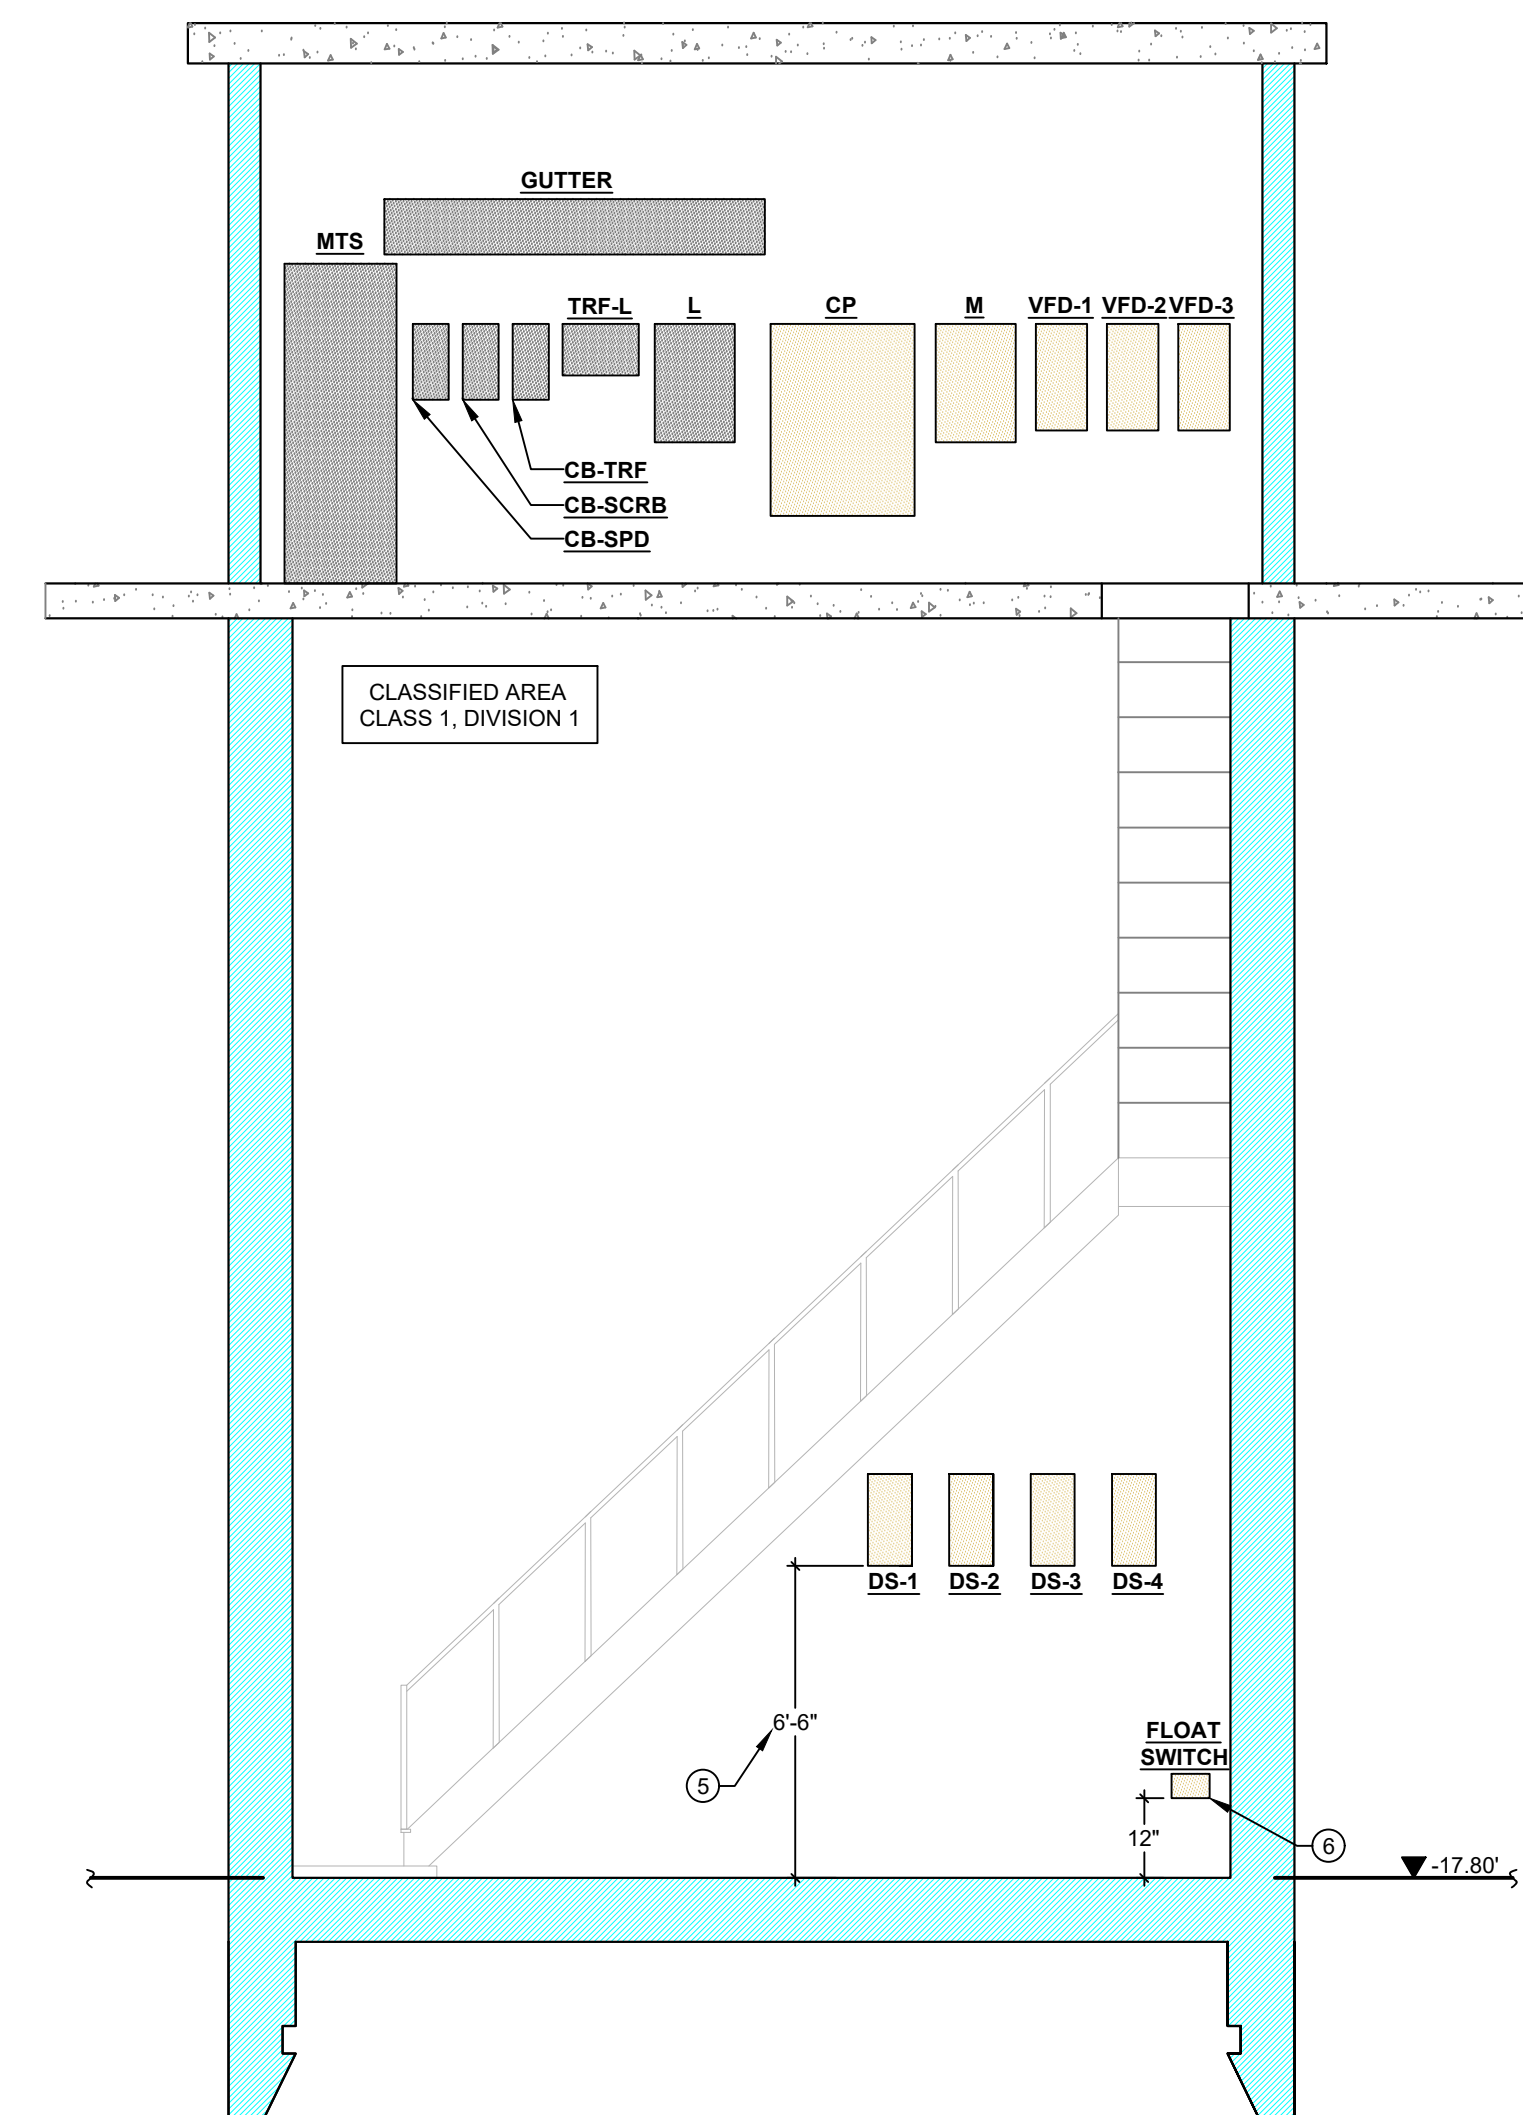 GUTTER
MTS
TRF-L
L
CP
M
VFD-1
VFD-2
VFD-3
CB-TRF
CB-SCRB
CB-SPD
CLASSIFIED AREA
CLASS 1, DIVISION 1
DS-1
DS-2
DS-3
DS-4
6'-6"
5
FLOAT
SWITCH
12"
6
-17.80'